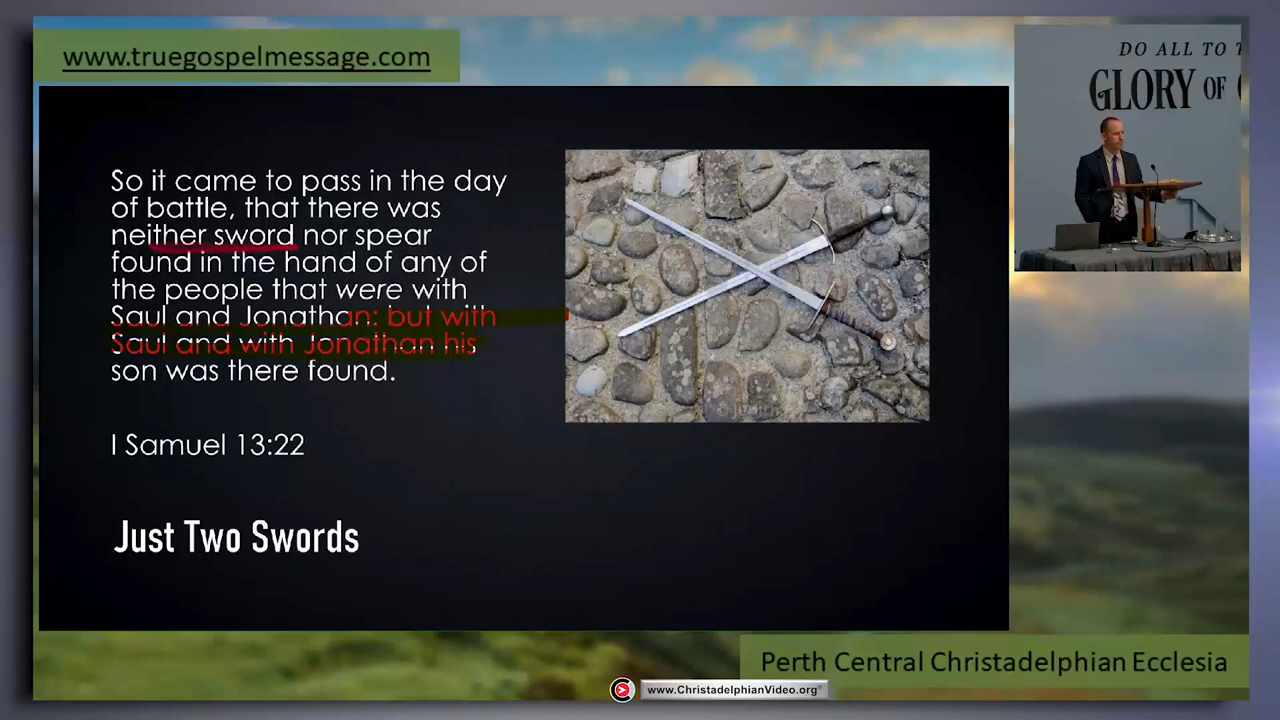 www.truegospelmessage.com
DO ALL TO
GLORY OF
So it came to pass in the day
of battle, that there was
neither sword nor spear
found in the hand of any of
the people that were with
Saul and Jonathan: but with
Saul and with Jonathan his
son was there found.
I Samuel 13:22
Just Two Swords
Perth Central Christadelphian Ecclesia
www.ChristadelphianVideo.org